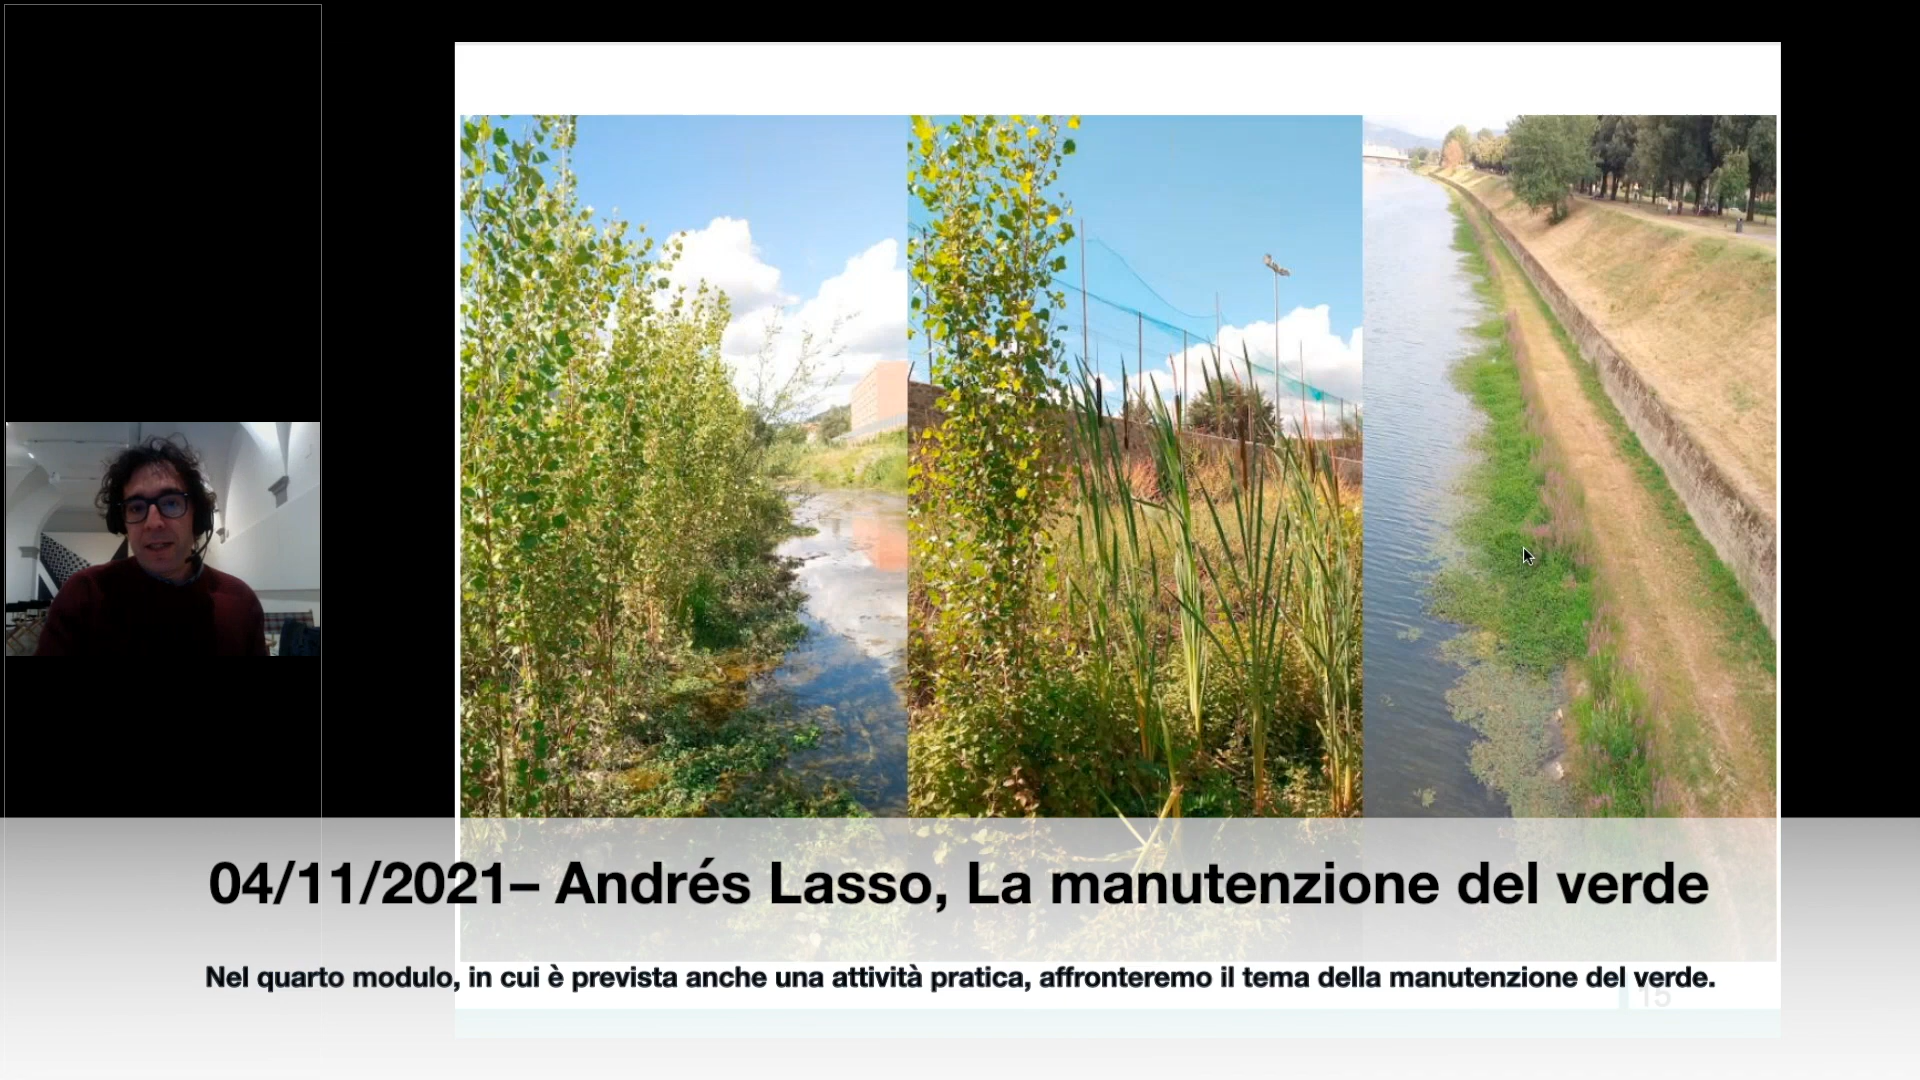 04/11/2021– Andrés Lasso, La manutenzione del verde
Nel quarto modulo, in cui è prevista anche una attività pratica, affronteremo il tema della manutenzione del verde.
15